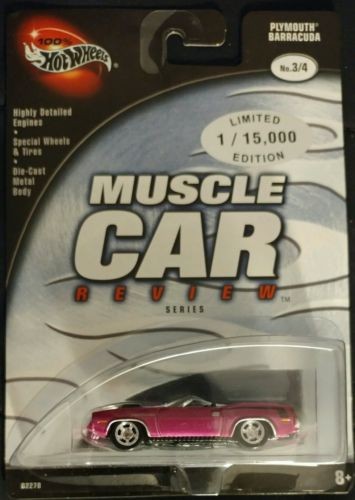 100%
Hot Wheels
PLYMOUTH®
BARRACUDA
No.3/4
Highly Detailed
Engines
•
Special Wheels
& Tires
•
Die-Cast
Metal
Body
LIMITED
1 / 15,000
EDITION
MUSCLE
CAR
REVIEW™
SERIES
8+